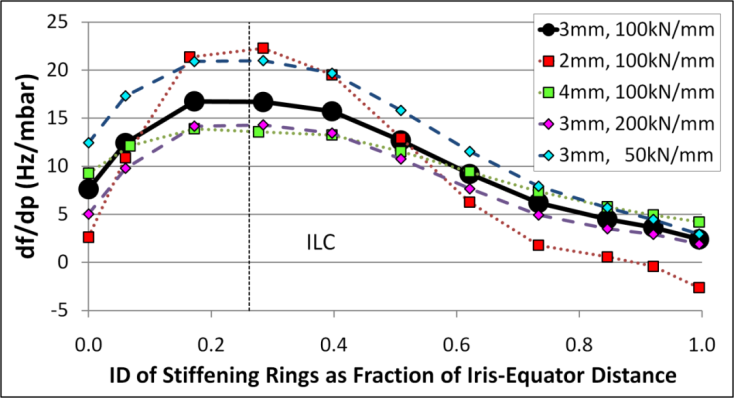 25
20
15
10
5
0
-5
df/dp (Hz/mbar)
3mm, 100kN/mm
2mm, 100kN/mm
4mm, 100kN/mm
3mm, 200kN/mm
3mm, 50kN/mm
ILC
0.0 0.2 0.4 0.6 0.8 1.0
ID of Stiffening Rings as Fraction of Iris-Equator Distance